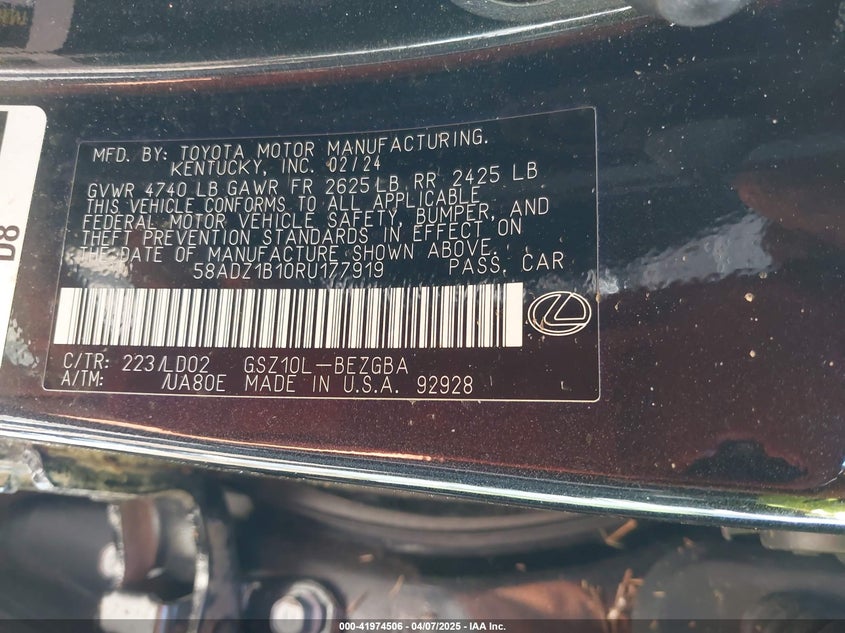 D8
MFD. BY: TOYOTA MOTOR MANUFACTURING.
KENTUCKY, INC. 02/24
GVWR 4740 LB GAWR FR 2625 LB RR 2425 LB
THIS VEHICLE CONFORMS TO ALL APPLICABLE
FEDERAL MOTOR VEHICLE SAFETY, BUMPER, AND
THEFT PREVENTION STANDARDS IN EFFECT ON
THE DATE OF MANUFACTURE SHOWN ABOVE.
58ADZ1B10RU177919 PASS. CAR
C/TR: 223/LD02 GSZ10L-BEZGBA
A/TM: /UA80E MADE IN U.S.A. 92928
000-41974506 - 04/07/2025 - IAA Inc.